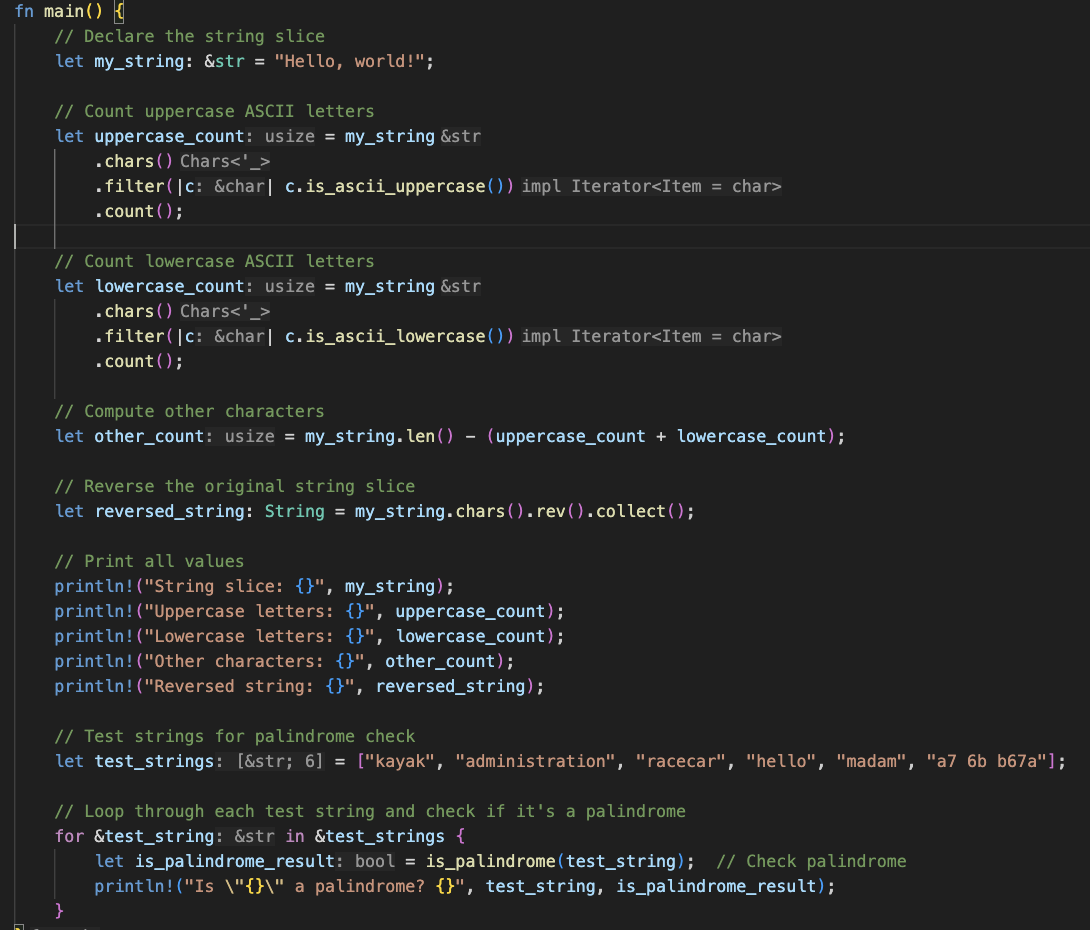 fn main() {
// Declare the string slice
let my_string: &str = "Hello, world!";
// Count uppercase ASCII letters
let uppercase_count: usize = my_string &str
.chars() Chars<'_>
.filter(|c: &char| c.is_ascii_uppercase()) impl Iterator<Item = char>
.count();
// Count lowercase ASCII letters
let lowercase_count: usize = my_string &str
.chars() Chars<'_>
.filter(|c: &char| c.is_ascii_lowercase()) impl Iterator<Item = char>
.count();
// Compute other characters
let other_count: usize = my_string.len() - (uppercase_count + lowercase_count);
// Reverse the original string slice
let reversed_string: String = my_string.chars().rev().collect();
// Print all values
println!("String slice: {}", my_string);
println!("Uppercase letters: {}", uppercase_count);
println!("Lowercase letters: {}", lowercase_count);
println!("Other characters: {}", other_count);
println!("Reversed string: {}", reversed_string);
// Test strings for palindrome check
let test_strings: [&str; 6] = ["kayak", "administration", "racecar", "hello", "madam", "a7 6b b67a"];
// Loop through each test string and check if it's a palindrome
for &test_string: &str in &test_strings {
let is_palindrome_result: bool = is_palindrome(test_string); // Check palindrome
println!("Is \"{}\" a palindrome? {}", test_string, is_palindrome_result);
}